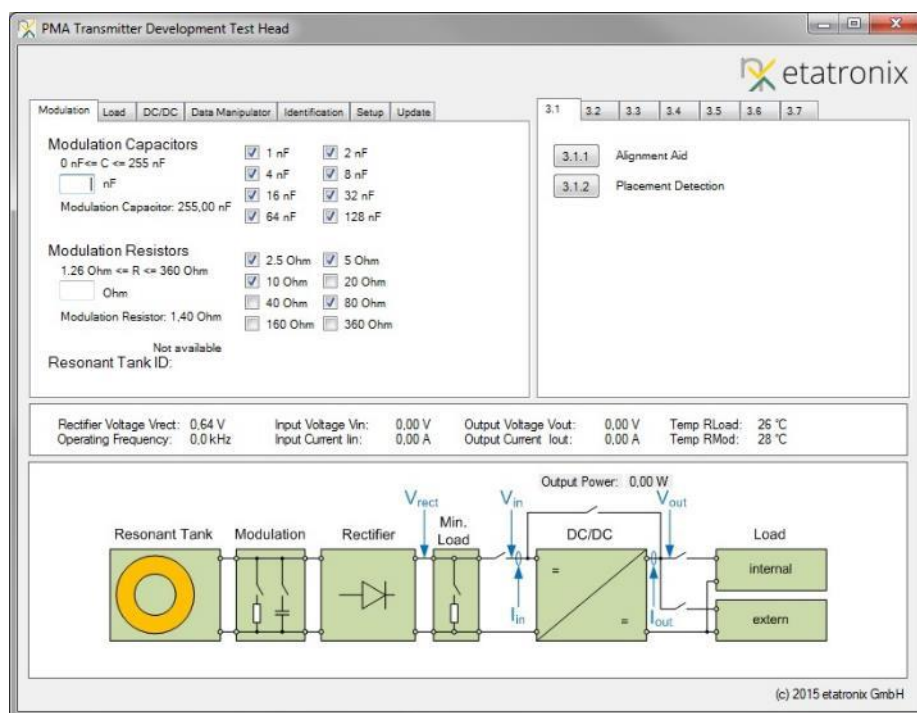 PMA Transmitter Development Test Head
etatronix
Modulation Load DC/DC Data Manipulator Identification Setup Update
Modulation Capacitors
0 nF<= C <= 255 nF
nF
Modulation Capacitor: 255,00 nF
1 nF 2 nF
4 nF 8 nF
16 nF 32 nF
64 nF 128 nF
Modulation Resistors
1.26 Ohm <= R <= 360 Ohm
Ohm
Modulation Resistor: 1,40 Ohm
2.5 Ohm 5 Ohm
10 Ohm 20 Ohm
40 Ohm 80 Ohm
160 Ohm 360 Ohm
Not available
Resonant Tank ID:
3.1 3.2 3.3 3.4 3.5 3.6 3.7
3.1.1 Alignment Aid
3.1.2 Placement Detection
Rectifier Voltage Vrect: 0,64 V Input Voltage Vin: 0,00 V Output Voltage Vout: 0,00 V Temp RLoad: 26 °C
Operating Frequency: 0,0 kHz Input Current Iin: 0,00 A Output Current Iout: 0,00 A Temp RMod: 28 °C
Output Power: 0,00 W
Vrect Vin Vout
Resonant Tank Modulation Rectifier Min. Load DC/DC Load
= =
internal
Iin Iout
extern
(c) 2015 etatronix GmbH